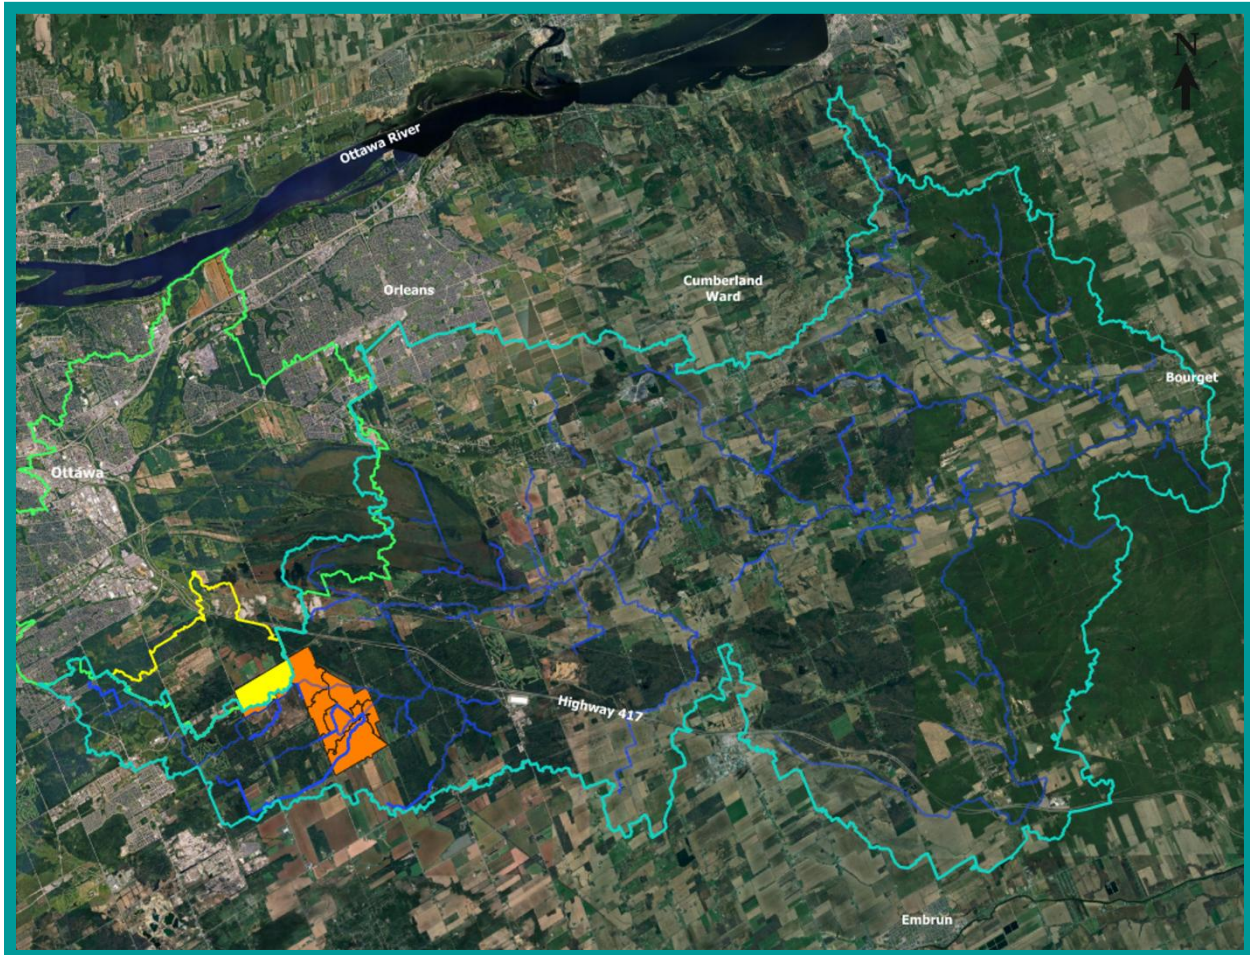 N
Ottawa River
Orleans
Cumberland
Ward
Bourget
Ottawa
Highway 417
Embrun